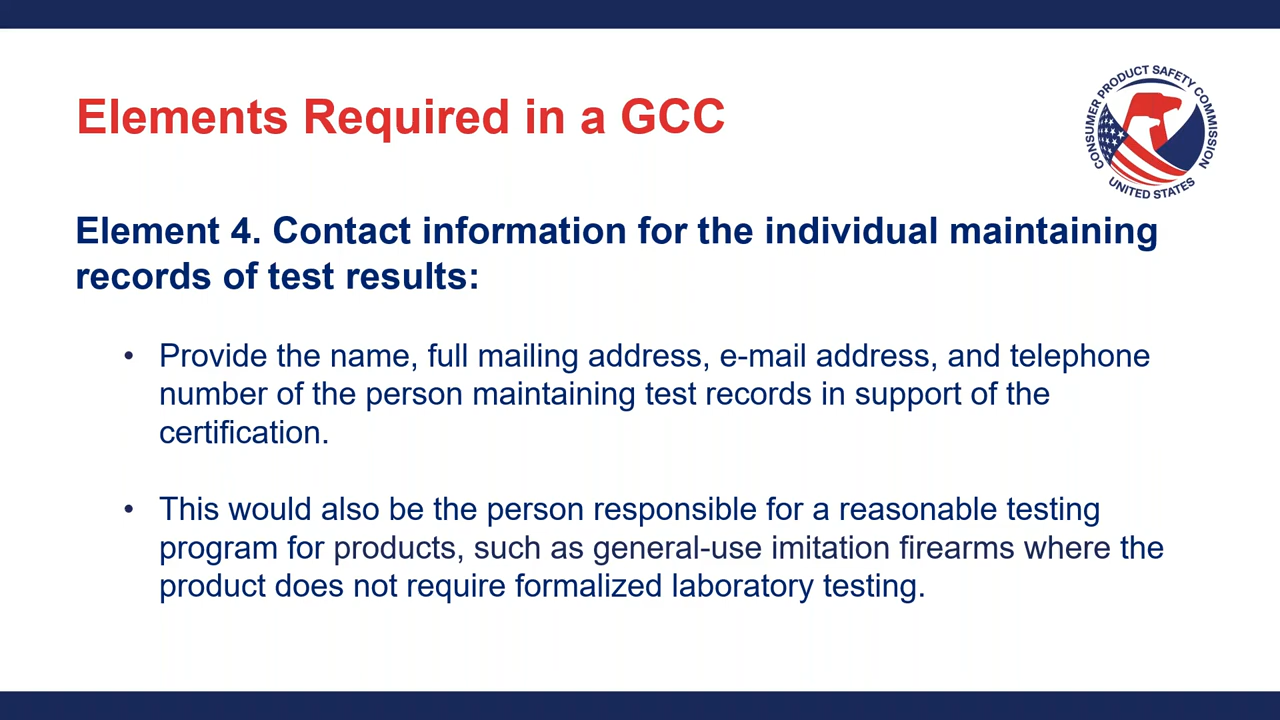 Elements Required in a GCC
CONSUMER PRODUCT SAFETY COMMISSION
UNITED STATES
Element 4. Contact information for the individual maintaining
records of test results:
• Provide the name, full mailing address, e-mail address, and telephone
number of the person maintaining test records in support of the
certification.
• This would also be the person responsible for a reasonable testing
program for products, such as general-use imitation firearms where the
product does not require formalized laboratory testing.